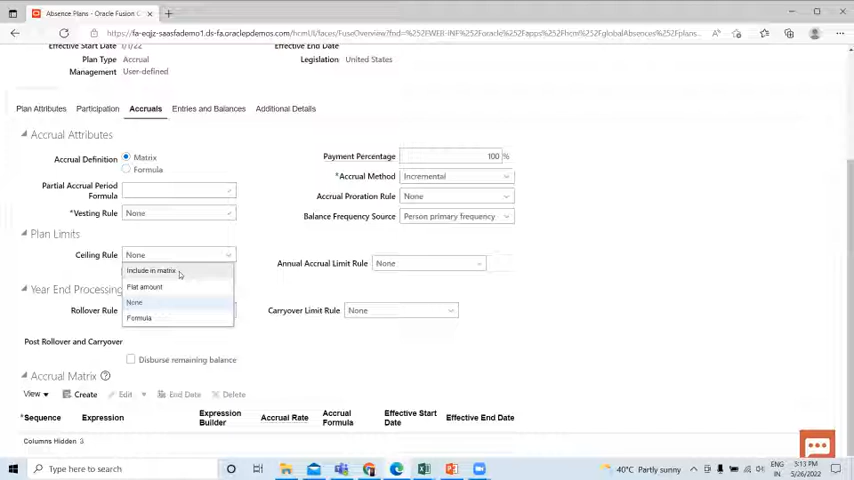 Absence Plans - Oracle Fusion C
https://fa-eqjz-saasfademo1.ds-fa.oraclepdemos.com/hcmUI/faces/FuseOverview?fnd=%252FWEB-INF%252Foracle%252Fapps%252Fhcm%252FglobalAbsences%252Fplans...
Effective Start Date 1/1/22 Effective End Date
Plan Type Accrual Legislation United States
Management User-defined
Plan Attributes Participation Accruals Entries and Balances Additional Details
Accrual Attributes
Accrual Definition Matrix
Formula
Payment Percentage 100 %
Partial Accrual Period Formula
*Accrual Method Incremental
Accrual Proration Rule None
*Vesting Rule None
Balance Frequency Source Person primary frequency
Plan Limits
Ceiling Rule None
Annual Accrual Limit Rule None
Include in matrix
Flat amount
None
Formula
Year End Processing
Rollover Rule
Carryover Limit Rule None
Post Rollover and Carryover
Disburse remaining balance
Accrual Matrix
View Create Edit End Date Delete
*Sequence Expression Expression Builder Accrual Rate Accrual Formula Effective Start Date Effective End Date
Columns Hidden 3
Type here to search
40°C Partly sunny
ENG
IN
3:13 PM
5/26/2022